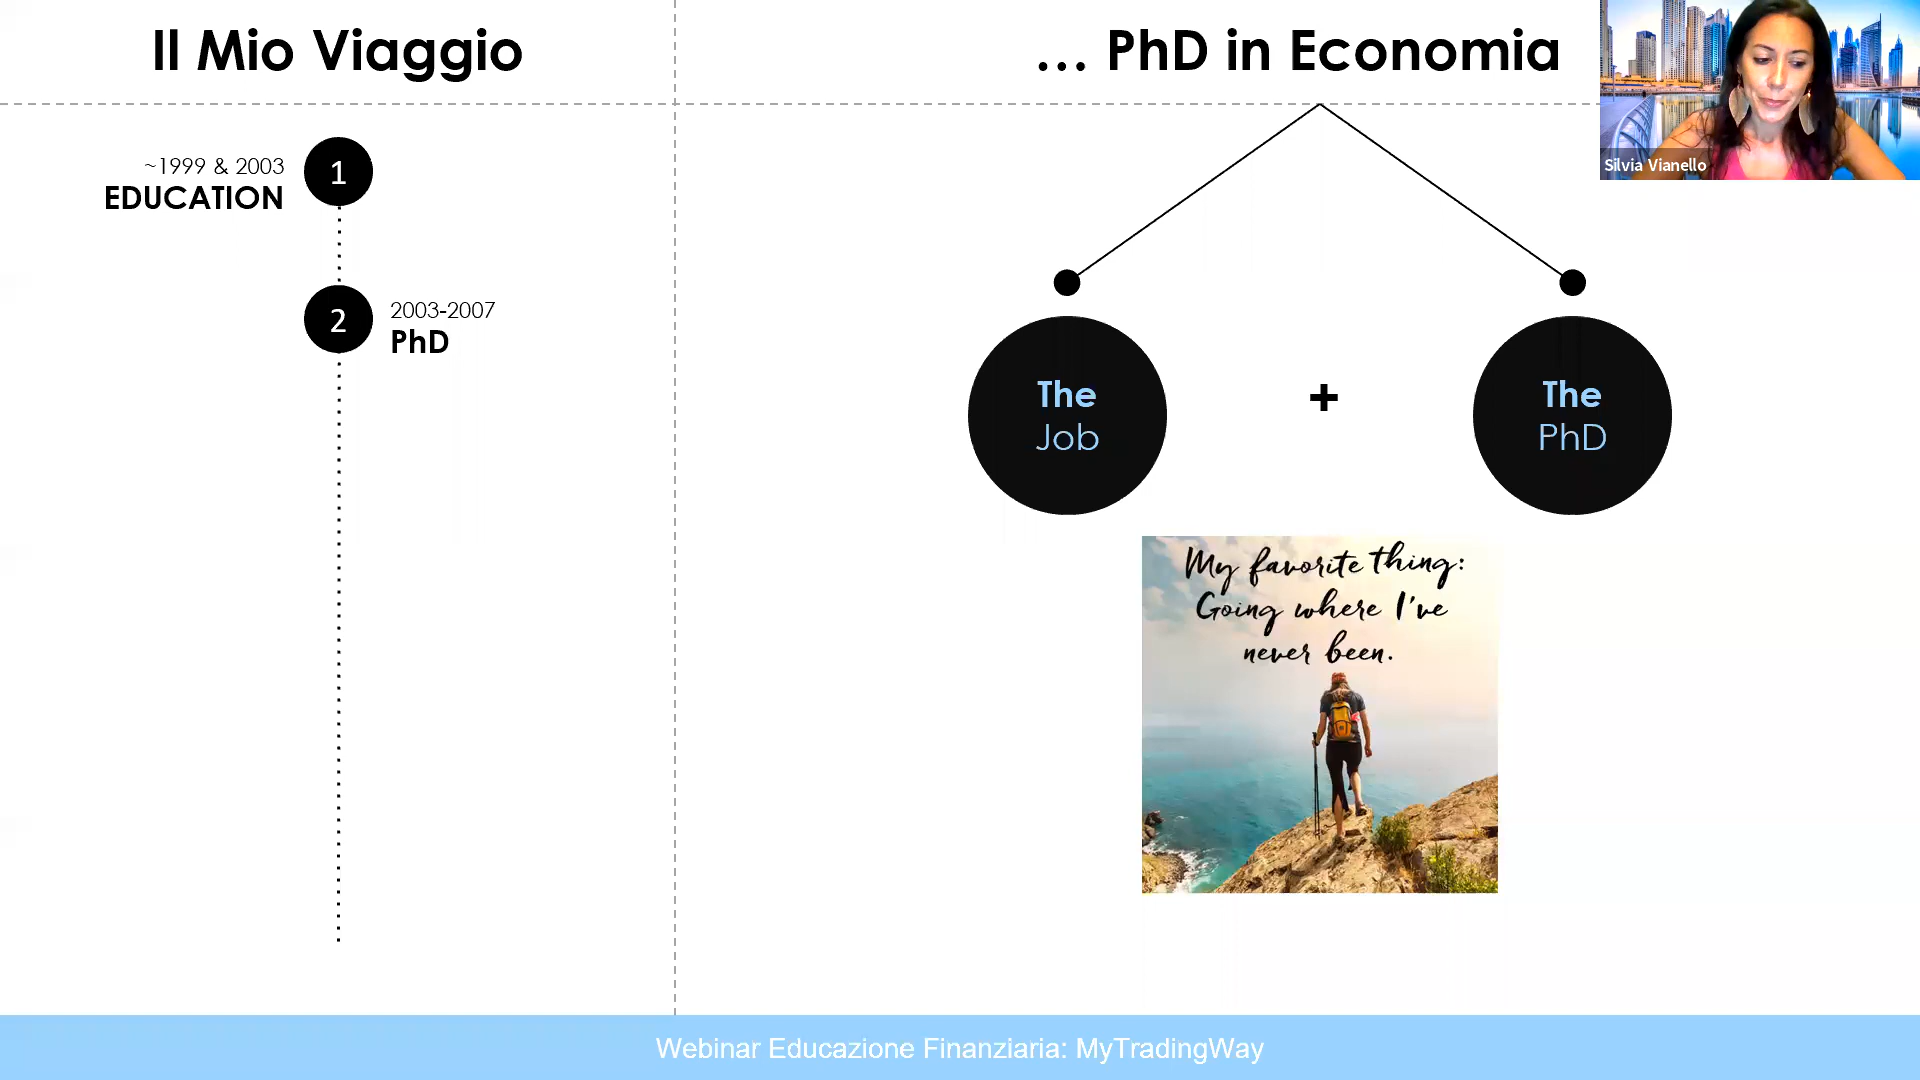 Il Mio Viaggio
... PhD in Economia
Silvia Vianello
~1999 & 2003
EDUCATION
1
2
2003-2007
PhD
The
Job
+
The
PhD
My favorite thing:
Going where I've
never been.
Webinar Educazione Finanziaria: MyTradingWay